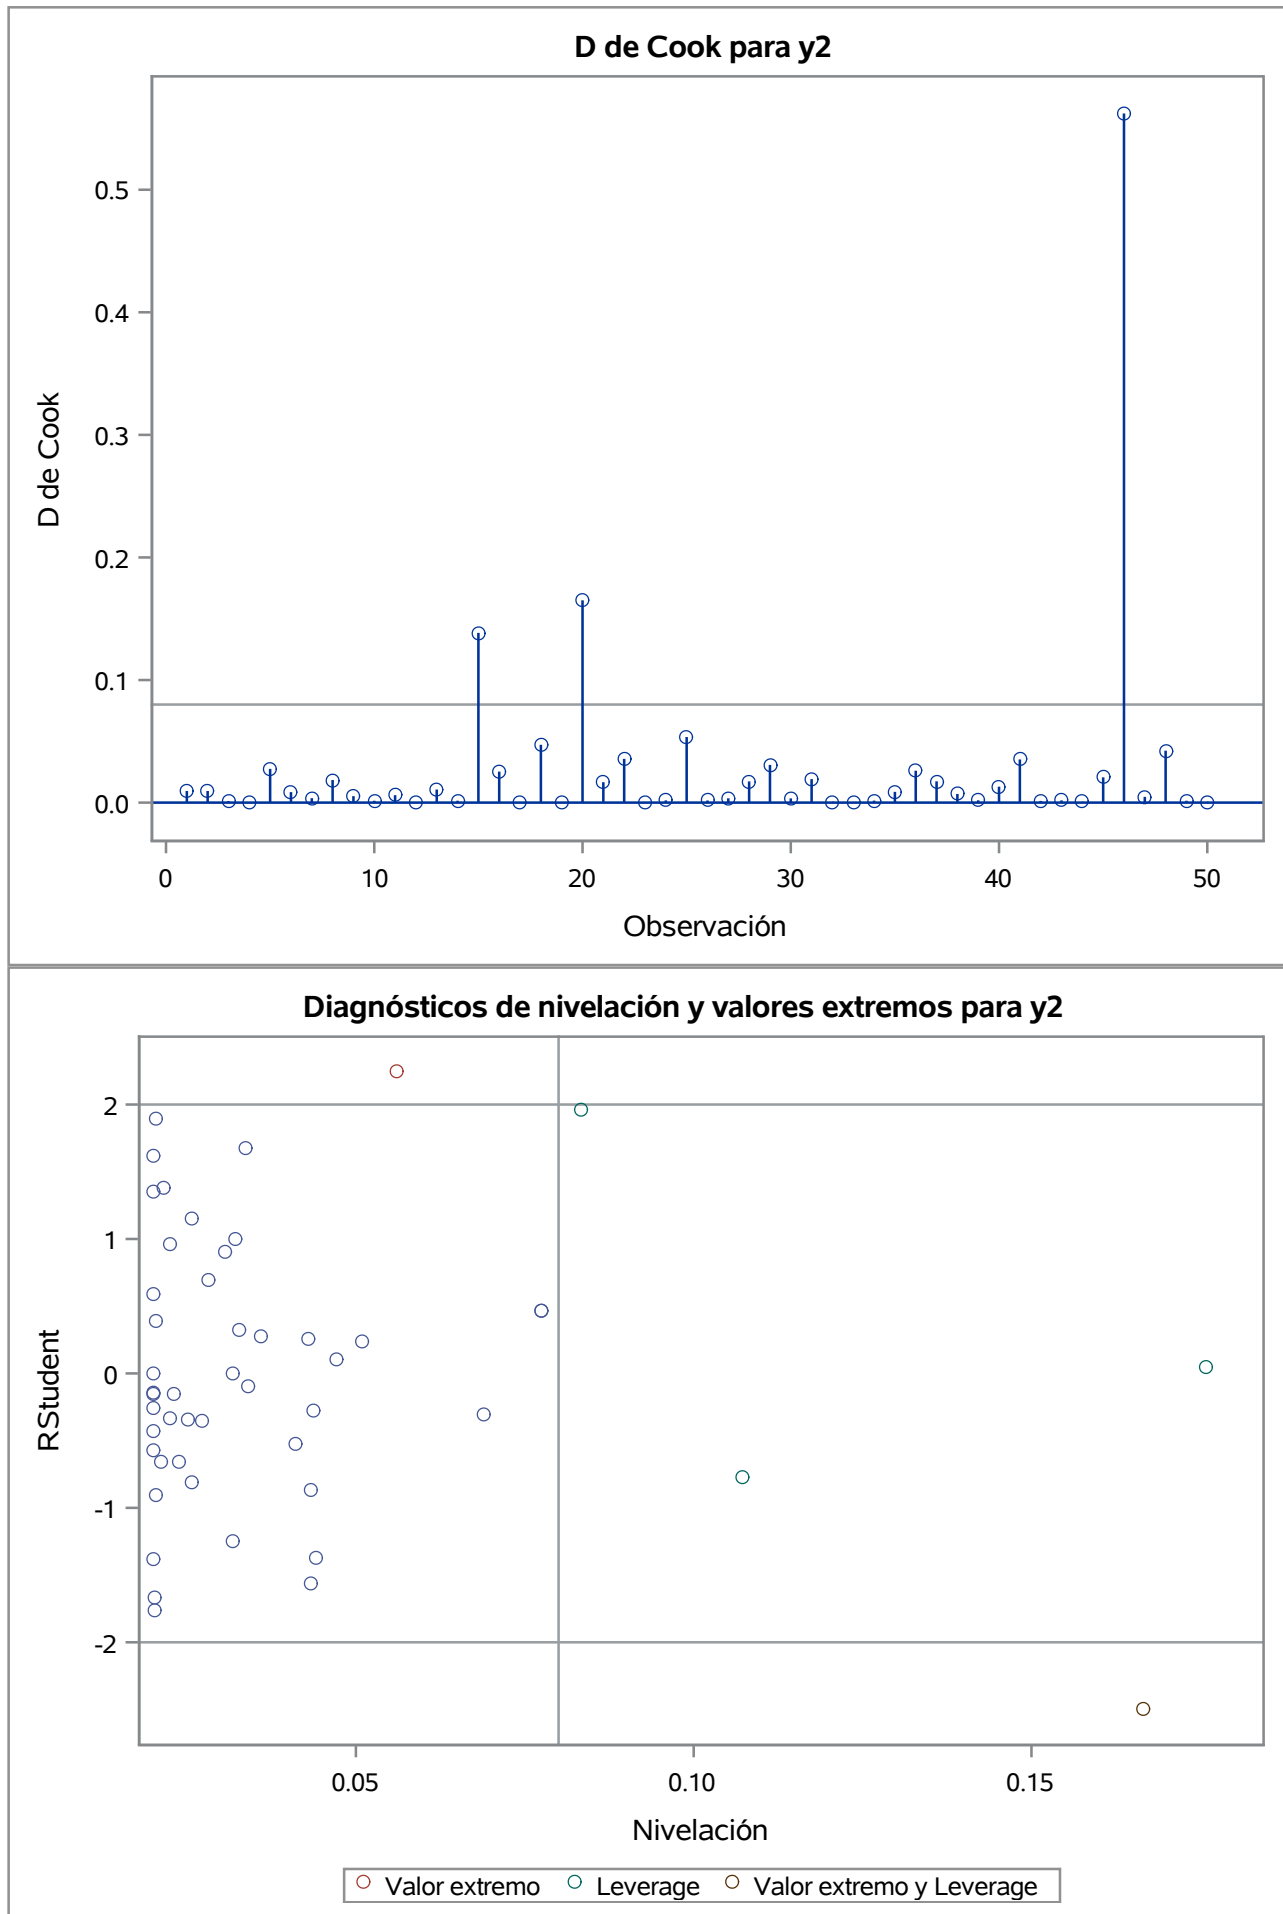 D de Cook para y2
0.5
0.4
0.3
0.2
0.1
0.0
D de Cook
0 10 20 30 40 50
Observación
Diagnósticos de nivelación y valores extremos para y2
2
1
0
-1
-2
RStudent
0.05 0.10 0.15
Nivelación
Valor extremo Leverage Valor extremo y Leverage